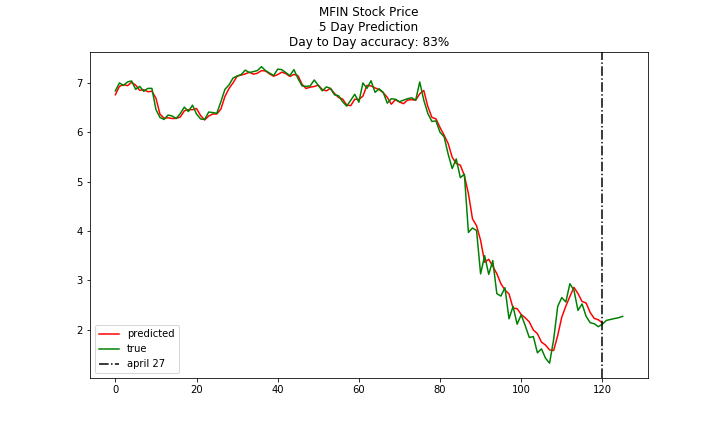 MFIN Stock Price
5 Day Prediction
Day to Day accuracy: 83%
7
6
5
4
3
2
predicted
true
april 27
0 20 40 60 80 100 120